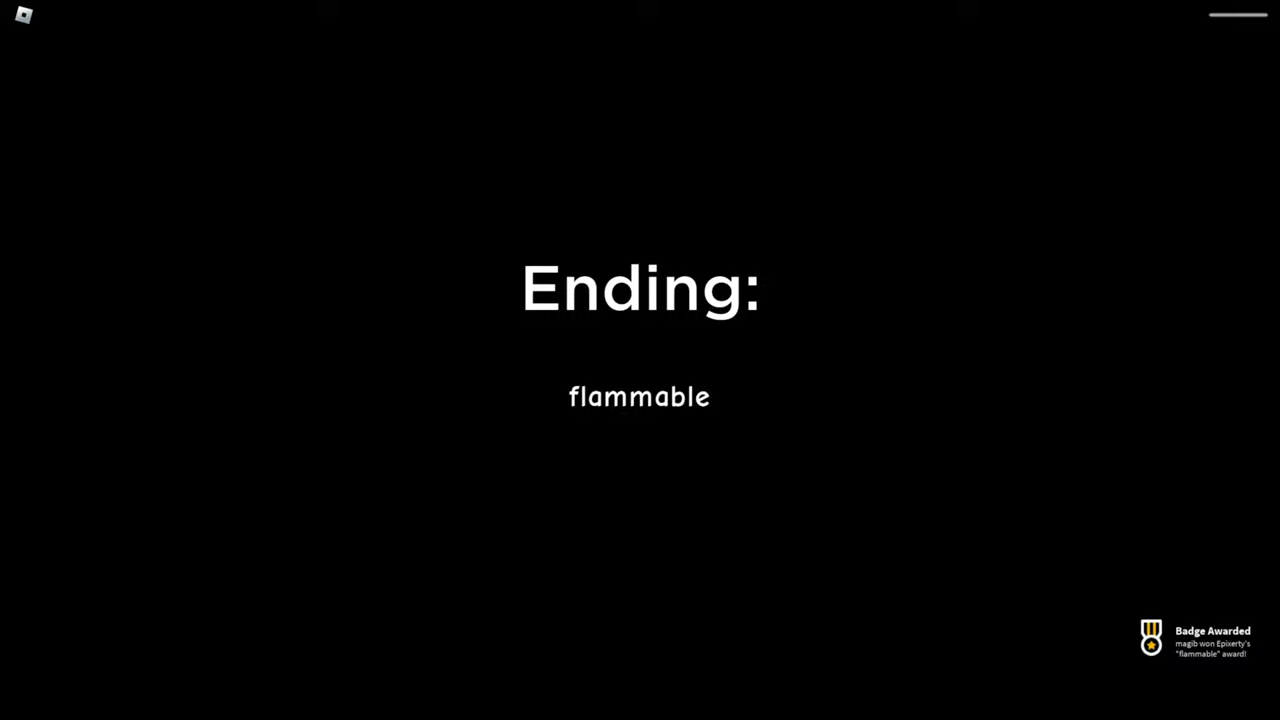 Ending:
flammable
Badge Awarded
magib won Epixerty's
"flammable" award!